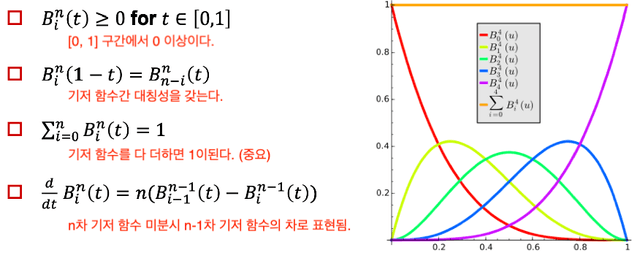 B_i^n(t) ≥ 0 for t ∈ [0,1]
[0, 1] 구간에서 0 이상이다.
B_i^n(1 − t) = B_{n−i}^n(t)
기저 함수간 대칭성을 갖는다.
∑_{i=0}^n B_i^n(t) = 1
기저 함수를 다 더하면 1이된다. (중요)
d/dt B_i^n(t) = n(B_{i−1}^{n−1}(t) − B_i^{n−1}(t))
n차 기저 함수 미분시 n-1차 기저 함수의 차로 표현됨.
1
0.8
0.6
0.4
0.2
0.2 0.4 0.6 0.8 1
B_0^4(u)
B_1^4(u)
B_2^4(u)
B_3^4(u)
B_4^4(u)
∑_{i=0}^4 B_i^4(u)